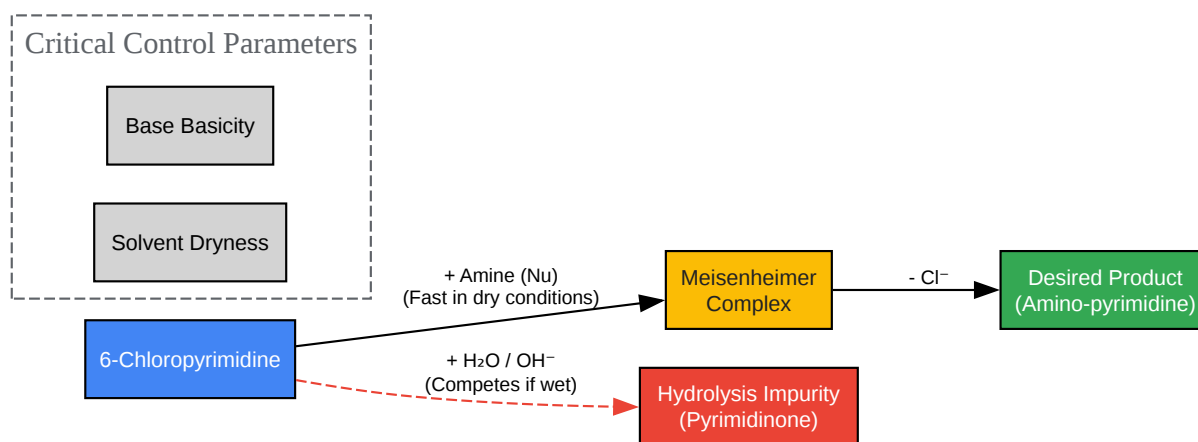 Critical Control Parameters
Base Basicity
Solvent Dryness
6-Chloropyrimidine
+ Amine (Nu)
(Fast in dry conditions)
+ H₂O / OH⁻
(Competes if wet)
Meisenheimer
Complex
- Cl⁻
Desired Product
(Amino-pyrimidine)
Hydrolysis Impurity
(Pyrimidinone)